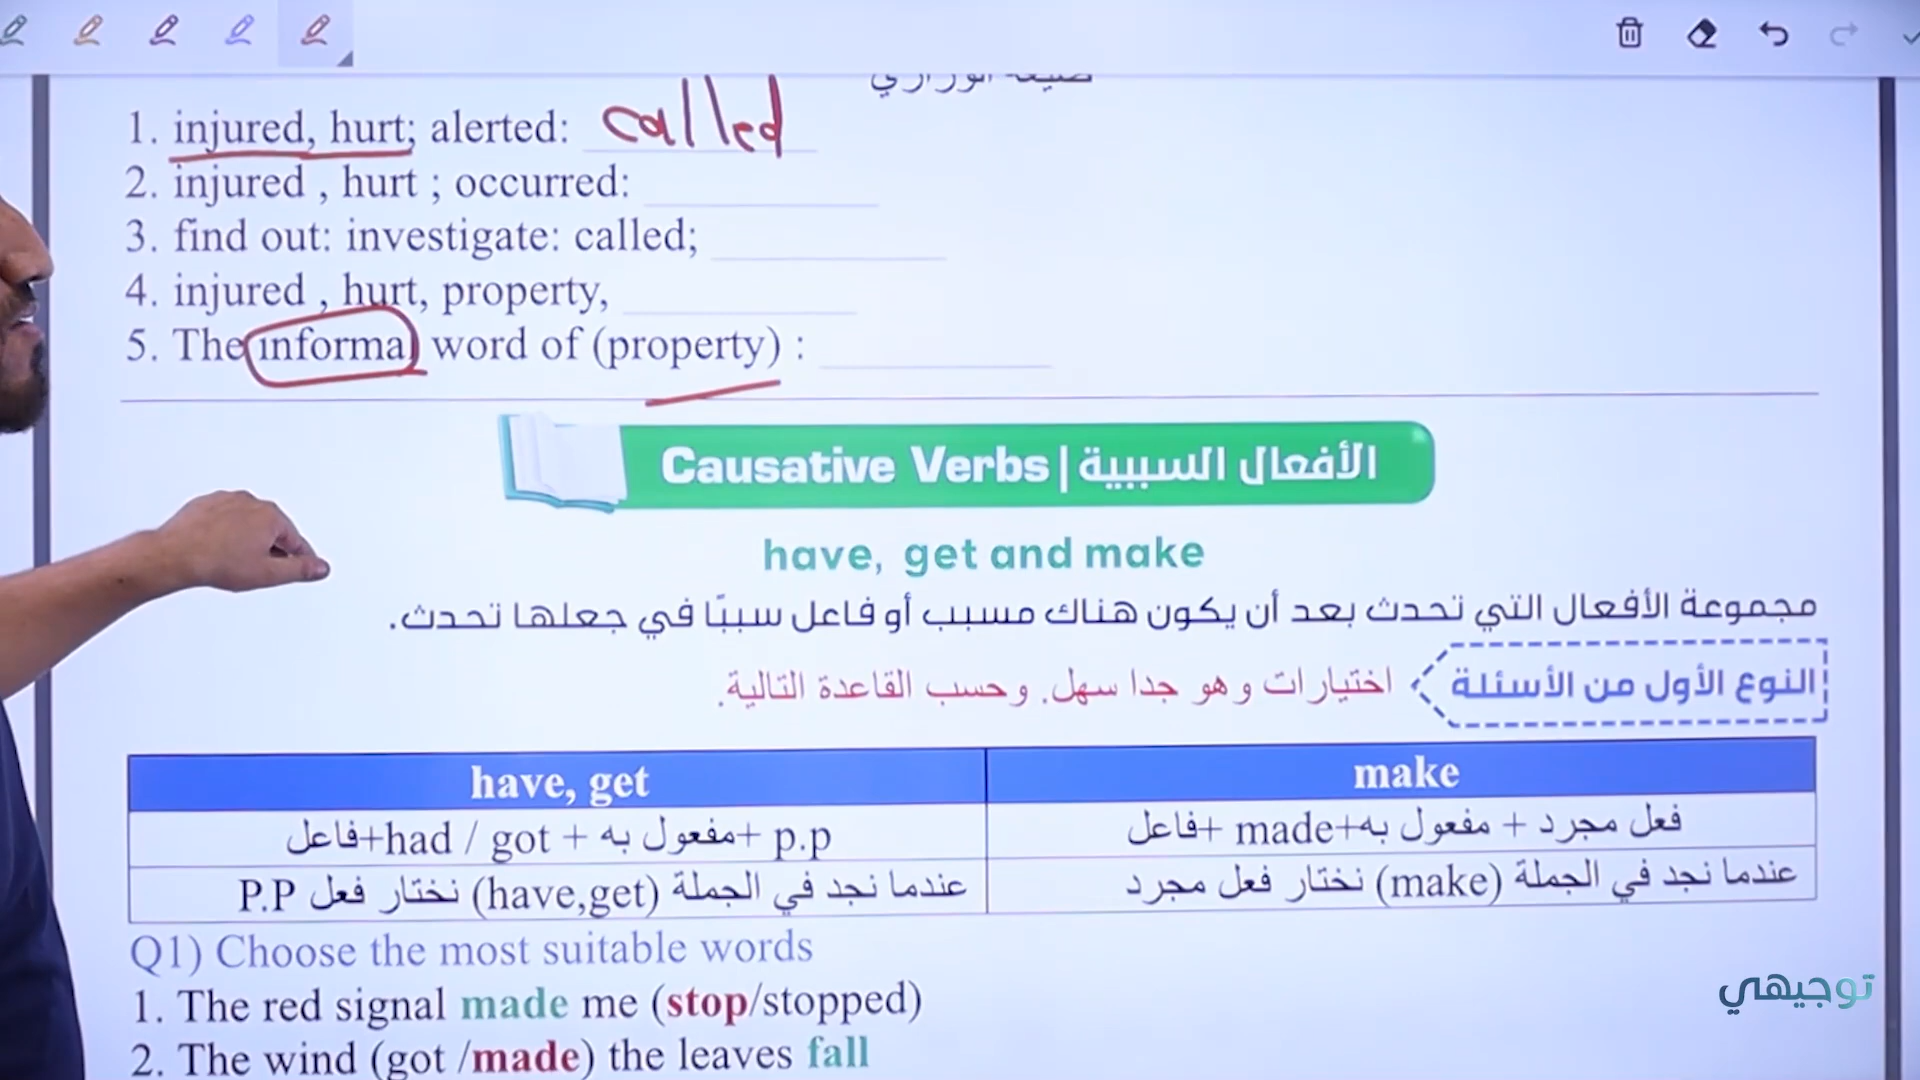 1. injured, hurt; alerted: called
2. injured , hurt ; occurred:
3. find out: investigate: called;
4. injured , hurt, property,
5. The informal word of (property) :
Causative Verbs | الأفعال السببية
have, get and make
مجموعة الأفعال التي تحدث بعد أن يكون هناك مسبب أو فاعل سببًا في جعلها تحدث.
النوع الأول من الأسئلة اختيارات و هو جدا سهل. و حسب القاعدة التالية.
have, get
make
فاعل+had / got + مفعول به+ p.p
فاعل+ made+فعل مجرد + مفعول به
عندما نجد في الجملة (have,get) نختار فعل P.P
عندما نجد في الجملة (make) نختار فعل مجرد
Q1) Choose the most suitable words
1. The red signal made me (stop/stopped)
2. The wind (got /made) the leaves fall
توجيهي